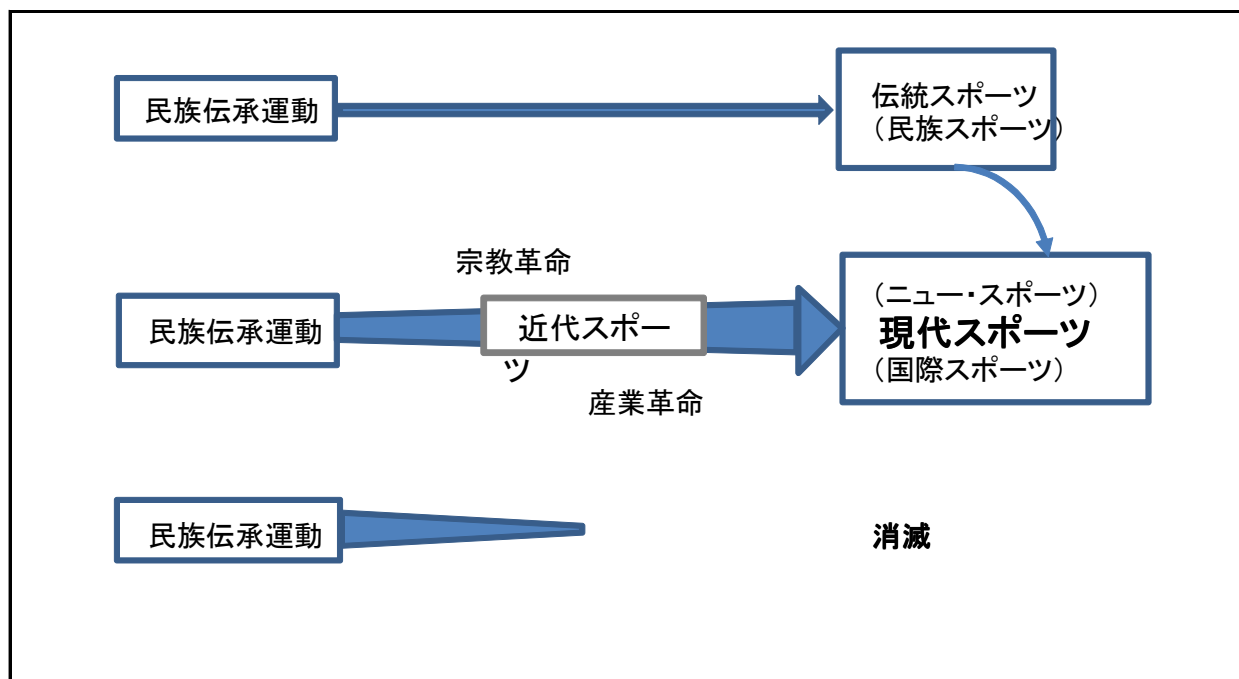 民族伝承運動
伝統スポーツ
（民族スポーツ）
宗教革命
民族伝承運動
近代スポー
ツ
産業革命
（ニュー・スポーツ）
現代スポーツ
（国際スポーツ）
民族伝承運動
消滅